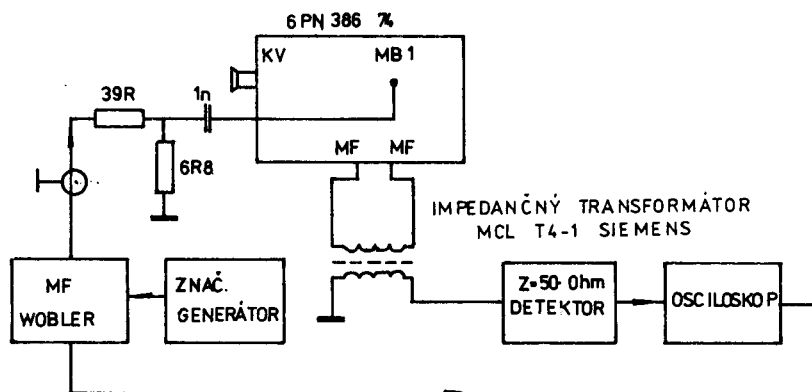 6 PN 386 74
KV
MB 1
39R
1n
6R8
MF MF
IMPEDANČNÝ TRANSFORMÁTOR
MCL T4-1 SIEMENS
MF
WOBLER
ZNAČ.
GENERÁTOR
Z=50 Ohm
DETEKTOR
OSCILOSKOP